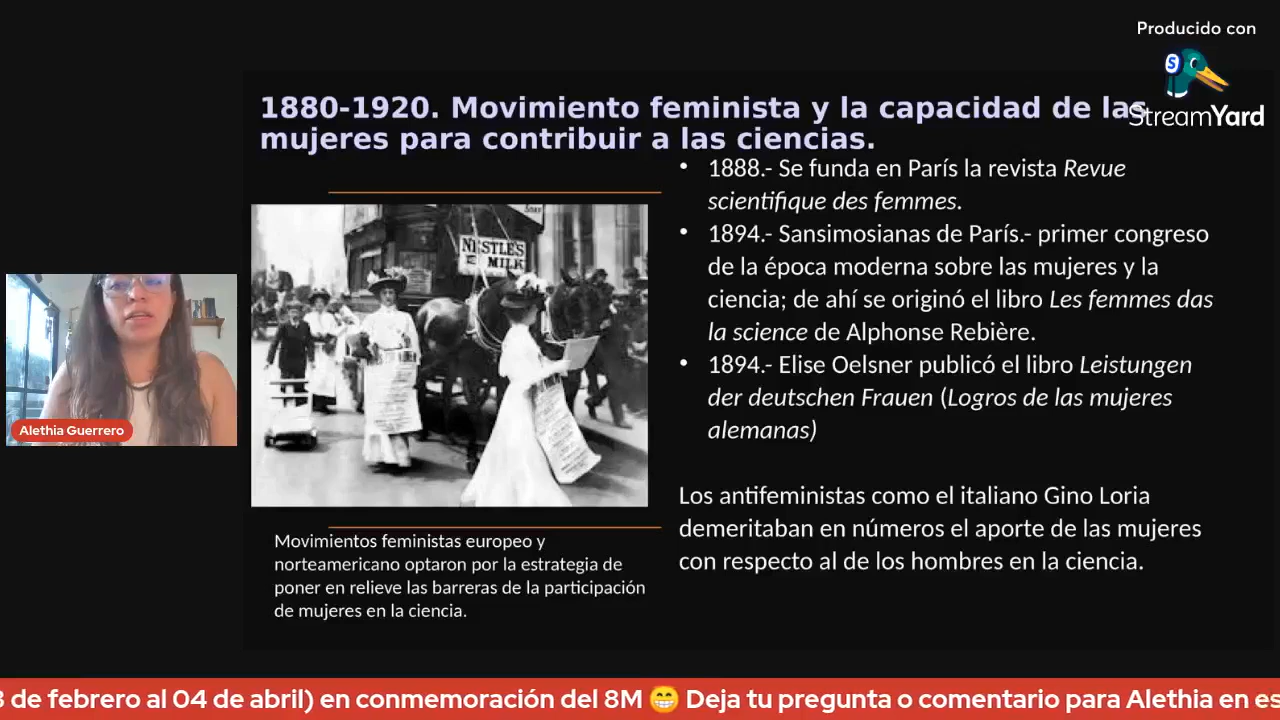 Producido con
StreamYard
1880-1920. Movimiento feminista y la capacidad de las
mujeres para contribuir a las ciencias.
• 1888.- Se funda en París la revista Revue
scientifique des femmes.
• 1894.- Sansimosianas de París.- primer congreso
de la época moderna sobre las mujeres y la
ciencia; de ahí se originó el libro Les femmes das
la science de Alphonse Rebière.
• 1894.- Elise Oelsner publicó el libro Leistungen
der deutschen Frauen (Logros de las mujeres
alemanas)
Los antifeministas como el italiano Gino Loria
demeritaban en números el aporte de las mujeres
con respecto al de los hombres en la ciencia.
NESTLE'S
MILK
Movimientos feministas europeo y
norteamericano optaron por la estrategia de
poner en relieve las barreras de la participación
de mujeres en la ciencia.
Alethia Guerrero
de febrero al 04 de abril) en conmemoración del 8M 😁 Deja tu pregunta o comentario para Alethia en es